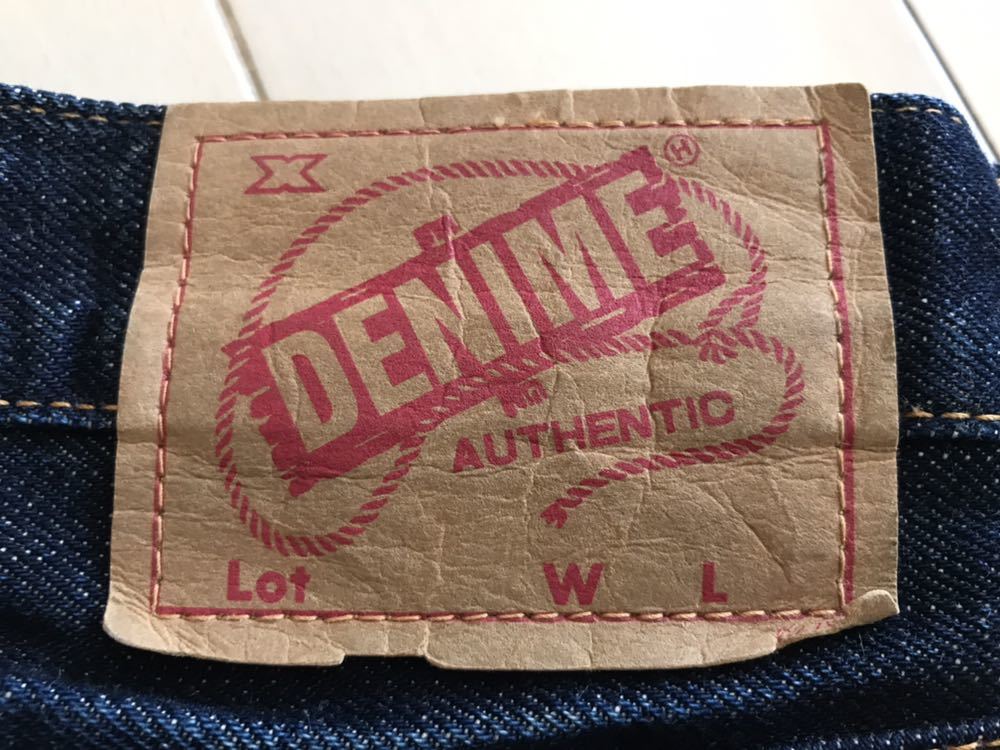 X
DENIME
Ⓗ
AUTHENTIC
Lot W L